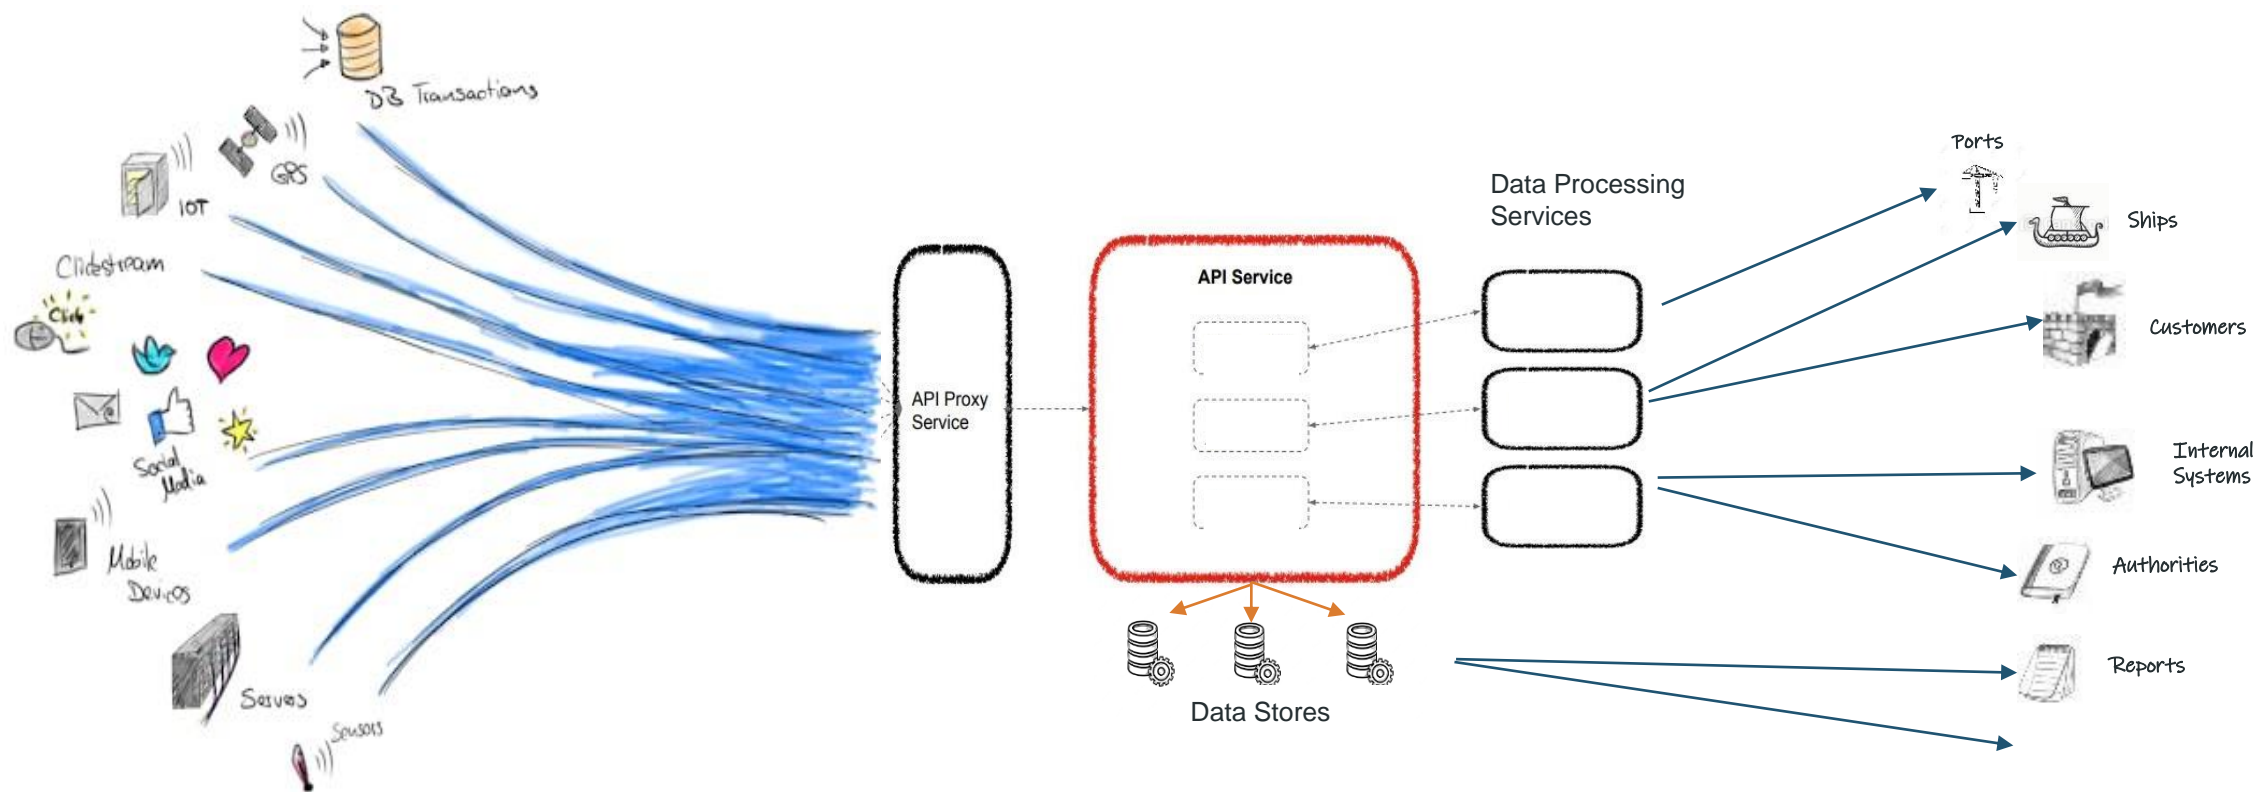 DB Transactions
GPS
IOT
Clickstream
Click
Social
Media
Mobile
Devices
Servers
Sensors
API Proxy
Service
API Service
Data Stores
Data Processing
Services
Ports
Ships
Customers
Internal
Systems
Authorities
Reports